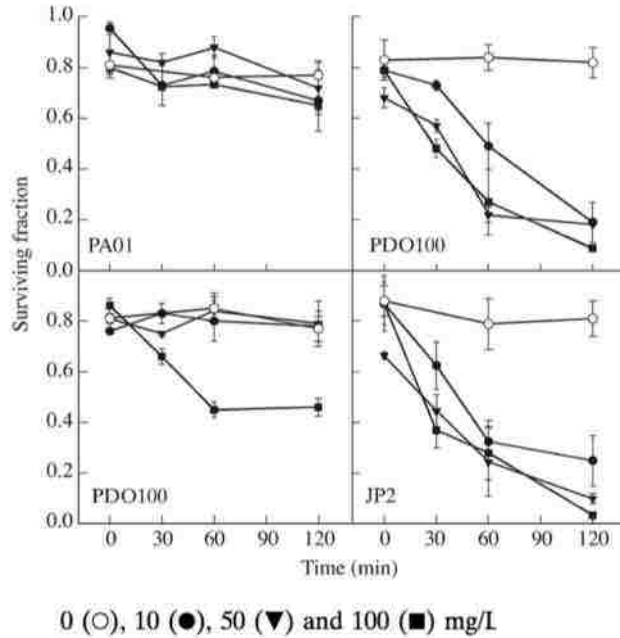 Surviving fraction
1.0
0.8
0.6
0.4
0.2
0.0
PA01
PDO100
0.8
0.6
0.4
0.2
0.0
PDO100
JP2
0 30 60 90 120 0 30 60 90 120
Time (min)
0 (○), 10 (●), 50 (▼) and 100 (■) mg/L